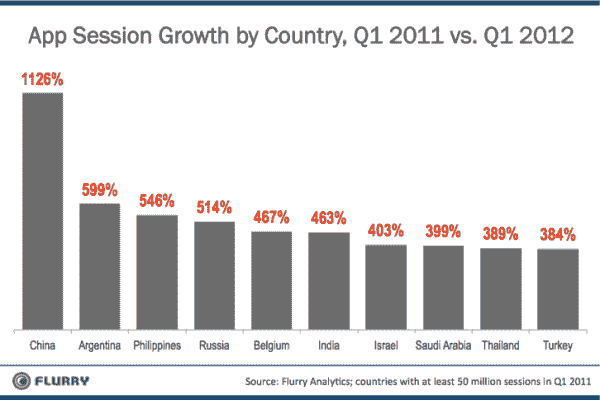 App Session Growth by Country, Q1 2011 vs. Q1 2012
1126%
599%
546%
514%
467%
463%
403%
399%
389%
384%
China
Argentina
Philippines
Russia
Belgium
India
Israel
Saudi Arabia
Thailand
Turkey
FLURRY
Source: Flurry Analytics; countries with at least 50 million sessions in Q1 2011